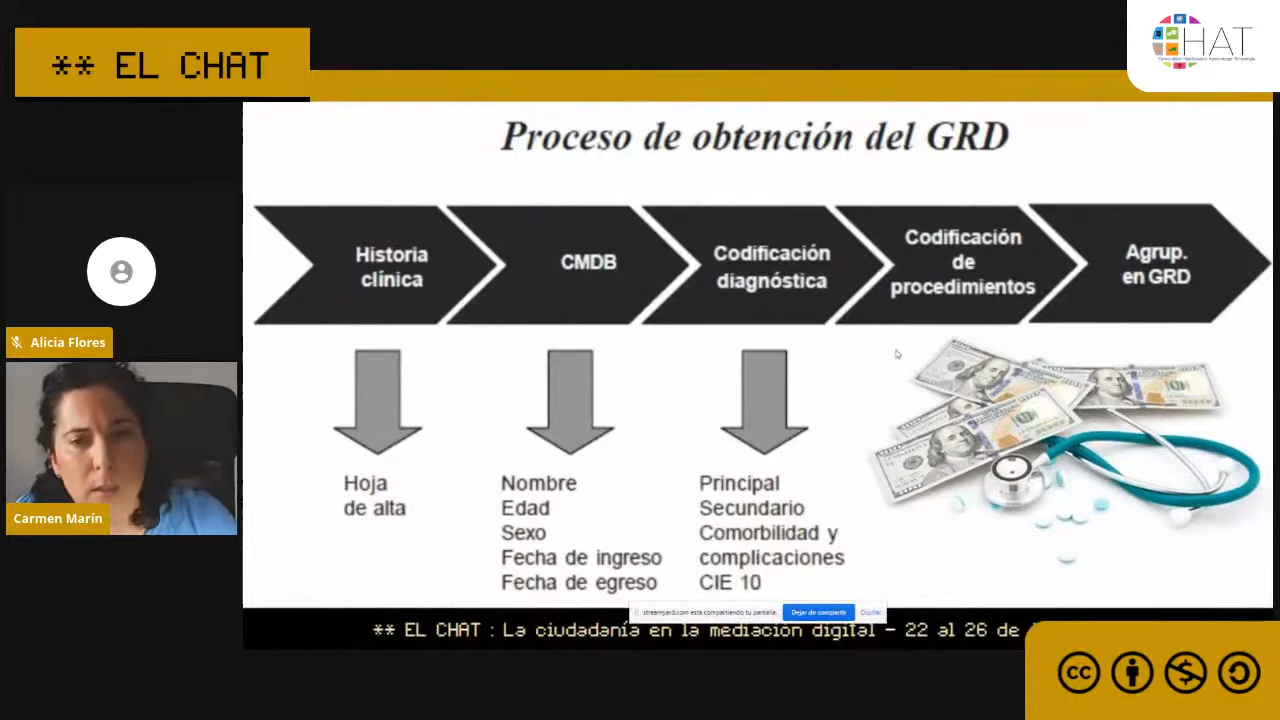 ** EL CHAT
HAT
Proceso de obtención del GRD
Historia
clínica
CMDB
Codificación
diagnóstica
Codificación
de
procedimientos
Agrup.
en GRD
Hoja
de alta
Nombre
Edad
Sexo
Fecha de ingreso
Fecha de egreso
Principal
Secundario
Comorbilidad y
complicaciones
CIE 10
Alicia Flores
Carmen Marín
streamyard.com está compartiendo tu pantalla.
Dejar de compartir
Ocultar
** EL CHAT : La ciudadanía en la mediación digital – 22 al 26 de
cc